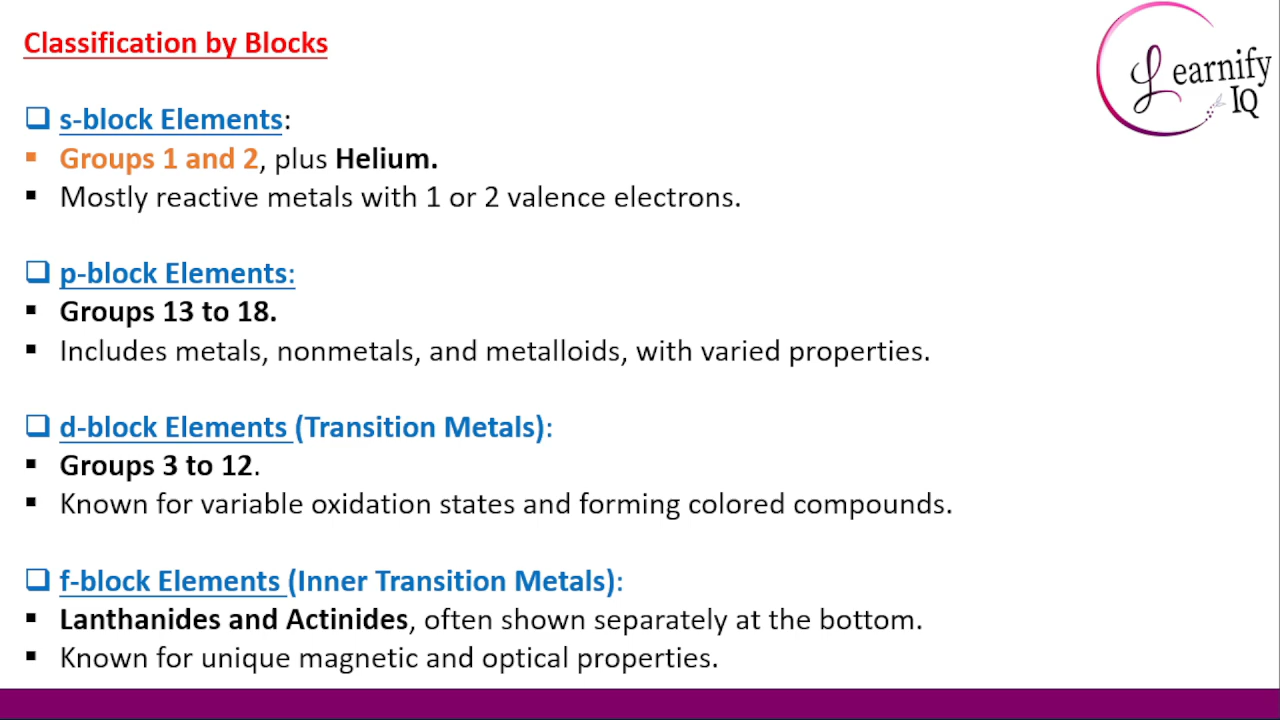 Classification by Blocks
Learnify
IQ
❑ s-block Elements:
▪ Groups 1 and 2, plus Helium.
▪ Mostly reactive metals with 1 or 2 valence electrons.
❑ p-block Elements:
▪ Groups 13 to 18.
▪ Includes metals, nonmetals, and metalloids, with varied properties.
❑ d-block Elements (Transition Metals):
▪ Groups 3 to 12.
▪ Known for variable oxidation states and forming colored compounds.
❑ f-block Elements (Inner Transition Metals):
▪ Lanthanides and Actinides, often shown separately at the bottom.
▪ Known for unique magnetic and optical properties.